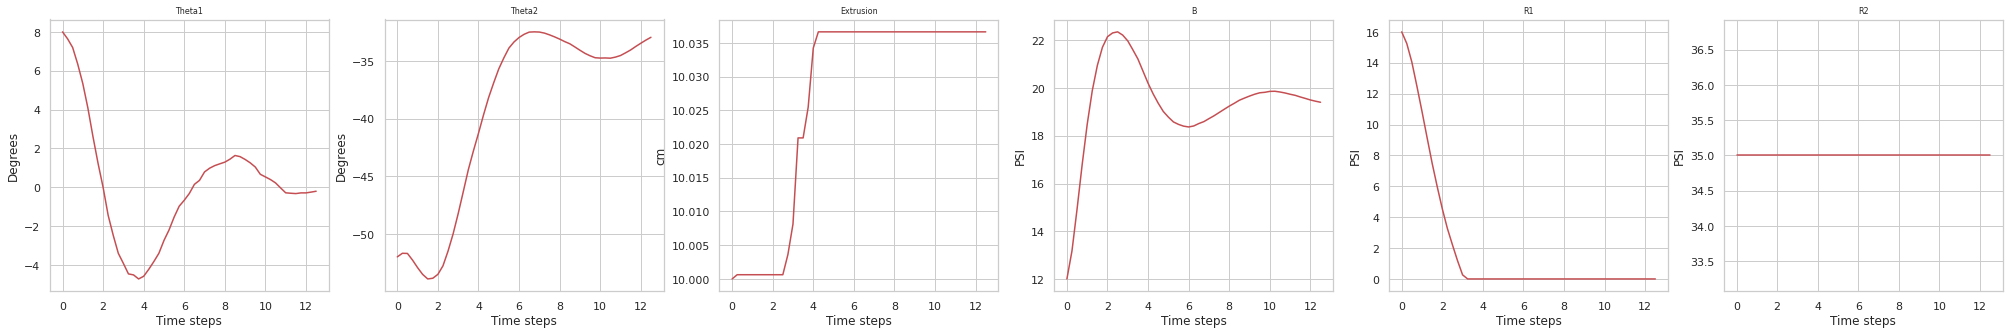 Theta1
Degrees
8
6
4
2
0
−2
−4
0 2 4 6 8 10 12
Time steps
Theta2
Degrees
−35
−40
−45
−50
0 2 4 6 8 10 12
Time steps
Extrusion
cm
10.035
10.030
10.025
10.020
10.015
10.010
10.005
10.000
0 2 4 6 8 10 12
Time steps
B
PSI
22
20
18
16
14
12
0 2 4 6 8 10 12
Time steps
R1
PSI
16
14
12
10
8
6
4
2
0
0 2 4 6 8 10 12
Time steps
R2
PSI
36.5
36.0
35.5
35.0
34.5
34.0
33.5
0 2 4 6 8 10 12
Time steps